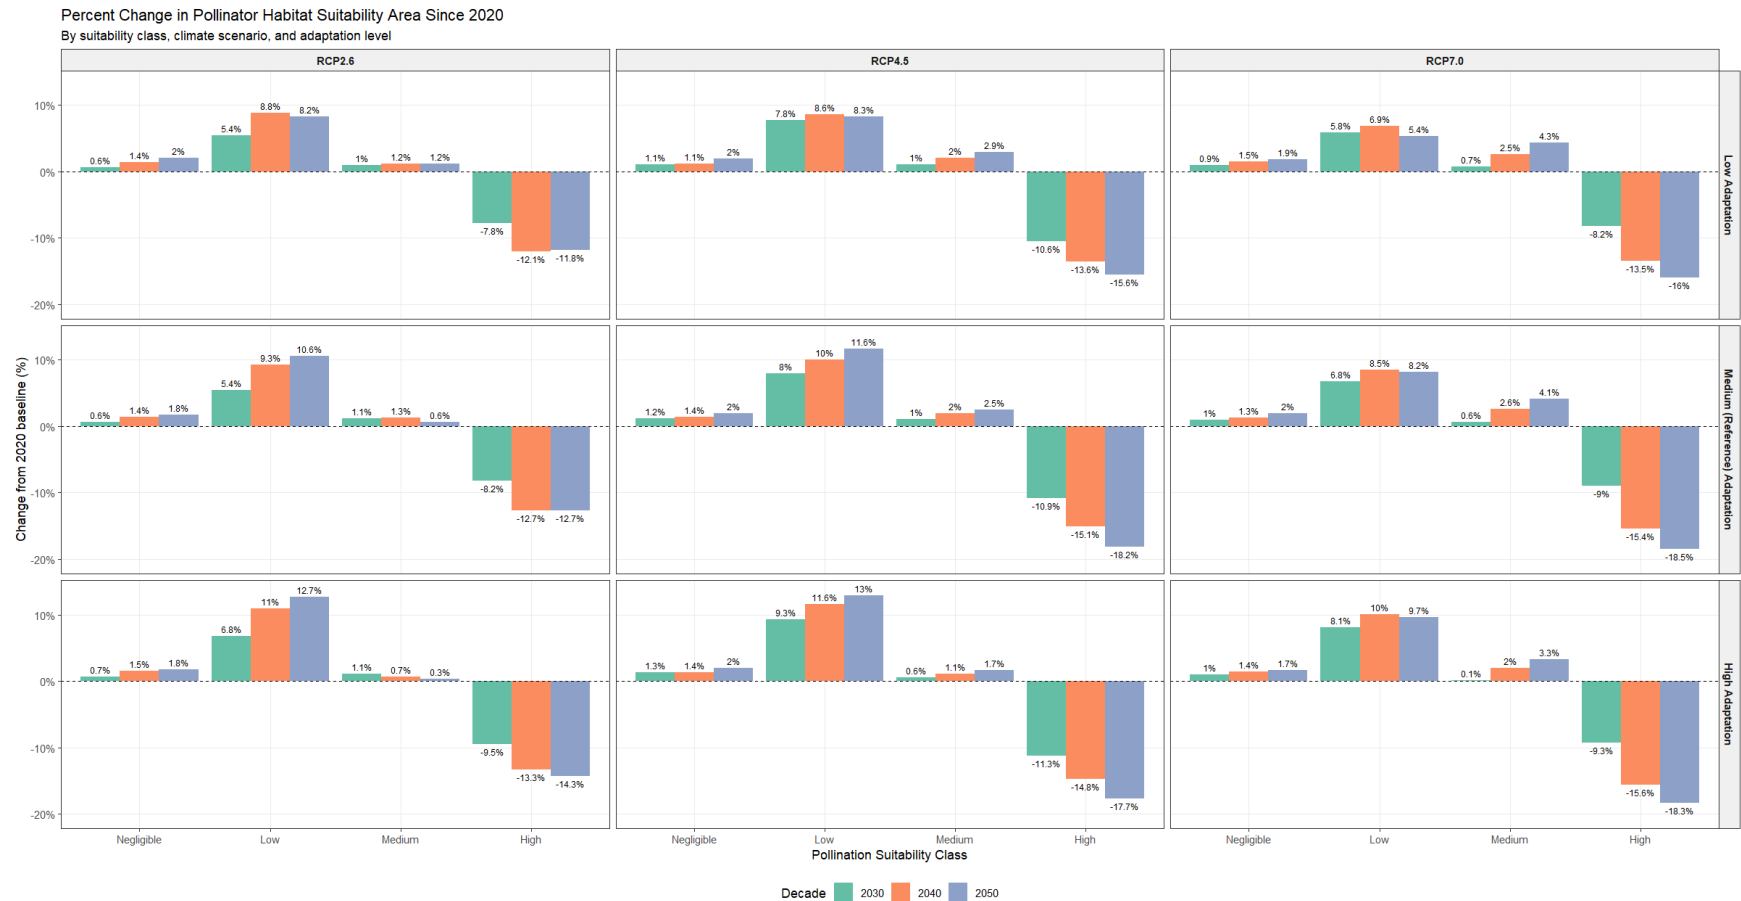 Percent Change in Pollinator Habitat Suitability Area Since 2020
By suitability class, climate scenario, and adaptation level
RCP2.6 RCP4.5 RCP7.0
Change from 2020 baseline (%)
10%
0%
-10%
-20%
0.6% 1.4% 2% 5.4% 8.8% 8.2% 1% 1.2% 1.2% -7.8% -12.1% -11.8%
1.1% 1.1% 2% 7.8% 8.6% 8.3% 1% 2% 2.9% -10.6% -13.6% -15.6%
0.9% 1.5% 1.9% 5.8% 6.9% 5.4% 0.7% 2.5% 4.3% -8.2% -13.5% -16%
Low Adaptation
10%
0%
-10%
-20%
0.6% 1.4% 1.8% 5.4% 9.3% 10.6% 1.1% 1.3% 0.6% -8.2% -12.7% -12.7%
1.2% 1.4% 2% 8% 10% 11.6% 1% 2% 2.5% -10.9% -15.1% -18.2%
1% 1.3% 2% 6.8% 8.5% 8.2% 0.6% 2.6% 4.1% -9% -15.4% -18.5%
Medium (Reference) Adaptation
10%
0%
-10%
-20%
0.7% 1.5% 1.8% 6.8% 11% 12.7% 1.1% 0.7% 0.3% -9.5% -13.3% -14.3%
1.3% 1.4% 2% 9.3% 11.6% 13% 0.6% 1.1% 1.7% -11.3% -14.8% -17.7%
1% 1.4% 1.7% 8.1% 10% 9.7% 0.1% 2% 3.3% -9.3% -15.6% -18.3%
High Adaptation
Negligible Low Medium High Negligible Low Medium High Negligible Low Medium High
Pollination Suitability Class
Decade 2030 2040 2050